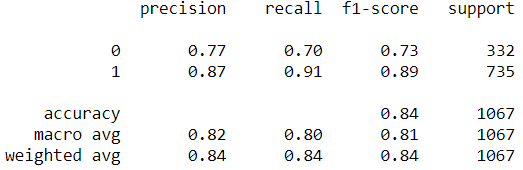 precision recall f1-score support
0 0.77 0.70 0.73 332
1 0.87 0.91 0.89 735
accuracy 0.84 1067
macro avg 0.82 0.80 0.81 1067
weighted avg 0.84 0.84 0.84 1067